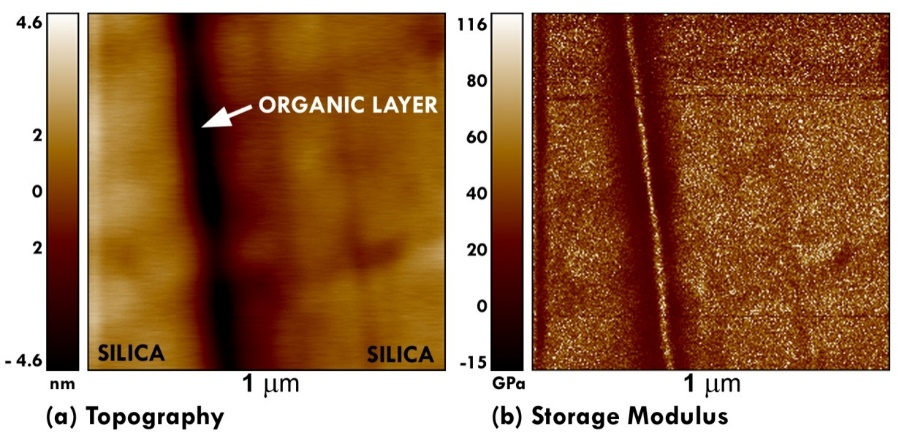 4.6
2
0
2
- 4.6
nm
ORGANIC LAYER
SILICA
SILICA
1 μm
(a) Topography
116
80
60
40
20
0
-15
GPa
1 μm
(b) Storage Modulus